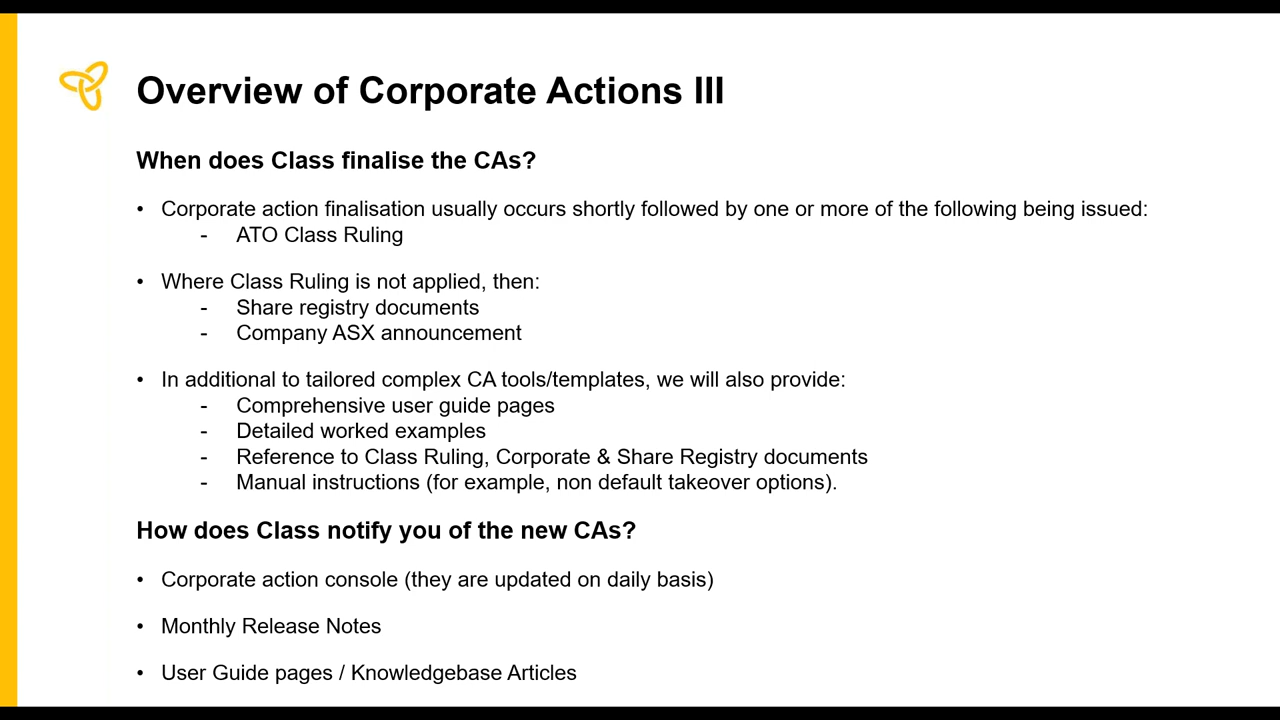 Overview of Corporate Actions III
When does Class finalise the CAs?
• Corporate action finalisation usually occurs shortly followed by one or more of the following being issued:
- ATO Class Ruling
• Where Class Ruling is not applied, then:
- Share registry documents
- Company ASX announcement
• In additional to tailored complex CA tools/templates, we will also provide:
- Comprehensive user guide pages
- Detailed worked examples
- Reference to Class Ruling, Corporate & Share Registry documents
- Manual instructions (for example, non default takeover options).
How does Class notify you of the new CAs?
• Corporate action console (they are updated on daily basis)
• Monthly Release Notes
• User Guide pages / Knowledgebase Articles